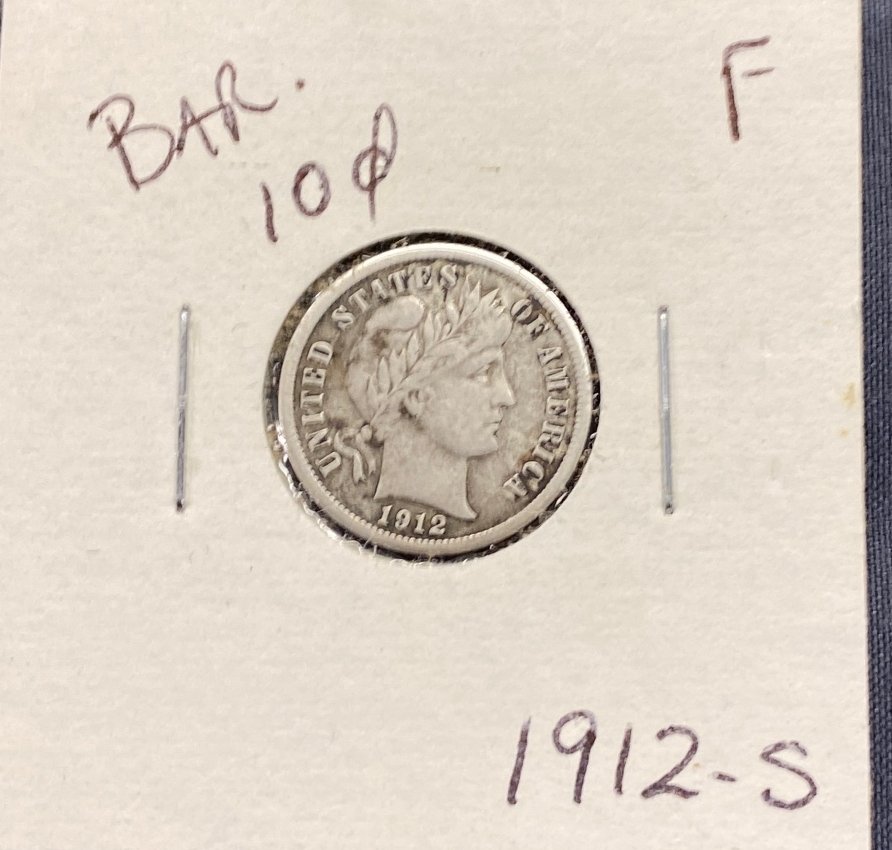 BAR. F
10¢
UNITED STATES OF AMERICA
1912
1912-S